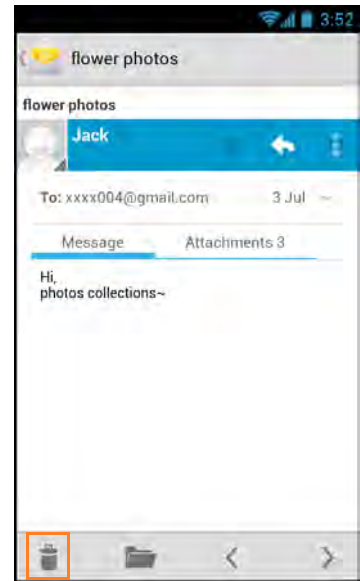 3:52
flower photos
flower photos
Jack
To: xxxx004@gmail.com 3 Jul
Message Attachments 3
Hi,
photos collections~